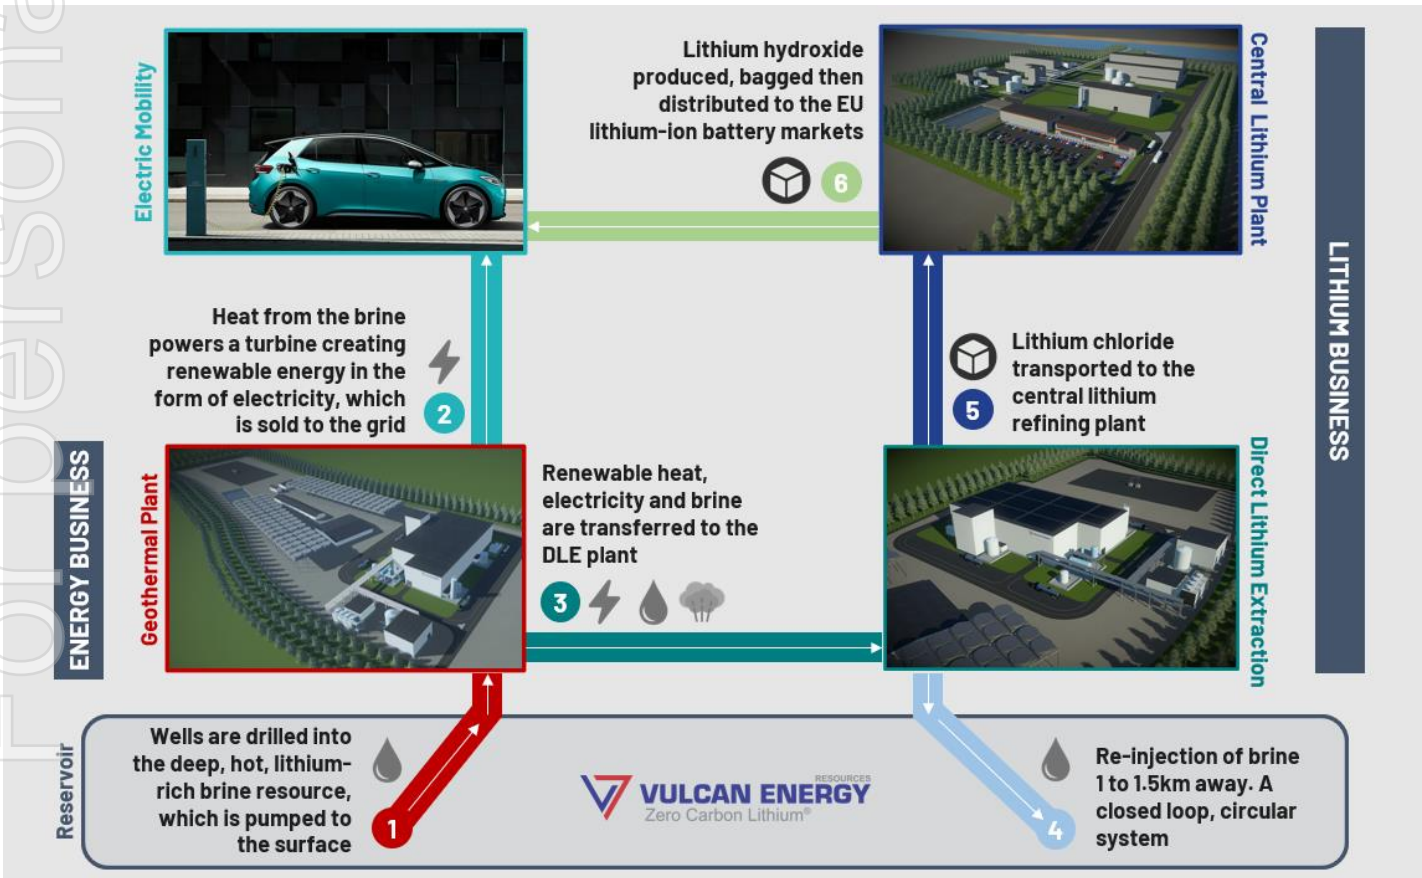 For personal
Electric Mobility
Lithium hydroxide
produced, bagged then
distributed to the EU
lithium-ion battery markets
6
Central Lithium Plant
LITHIUM BUSINESS
Heat from the brine
powers a turbine creating
renewable energy in the
form of electricity, which
is sold to the grid
2
5
Lithium chloride
transported to the
central lithium
refining plant
ENERGY BUSINESS
Geothermal Plant
Renewable heat,
electricity and brine
are transferred to the
DLE plant
3
Direct Lithium Extraction
Reservoir
Wells are drilled into
the deep, hot, lithium-
rich brine resource,
which is pumped to
the surface
1
VULCAN ENERGY
RESOURCES
Zero Carbon Lithium®
4
Re-injection of brine
1 to 1.5km away. A
closed loop, circular
system